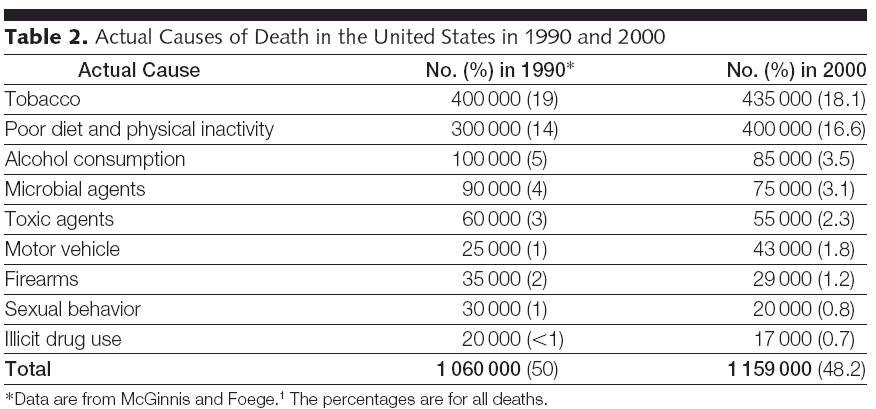 Table 2. Actual Causes of Death in the United States in 1990 and 2000
Actual Cause No. (%) in 1990* No. (%) in 2000
Tobacco 400 000 (19) 435 000 (18.1)
Poor diet and physical inactivity 300 000 (14) 400 000 (16.6)
Alcohol consumption 100 000 (5) 85 000 (3.5)
Microbial agents 90 000 (4) 75 000 (3.1)
Toxic agents 60 000 (3) 55 000 (2.3)
Motor vehicle 25 000 (1) 43 000 (1.8)
Firearms 35 000 (2) 29 000 (1.2)
Sexual behavior 30 000 (1) 20 000 (0.8)
Illicit drug use 20 000 (<1) 17 000 (0.7)
Total 1 060 000 (50) 1 159 000 (48.2)
*Data are from McGinnis and Foege.¹ The percentages are for all deaths.